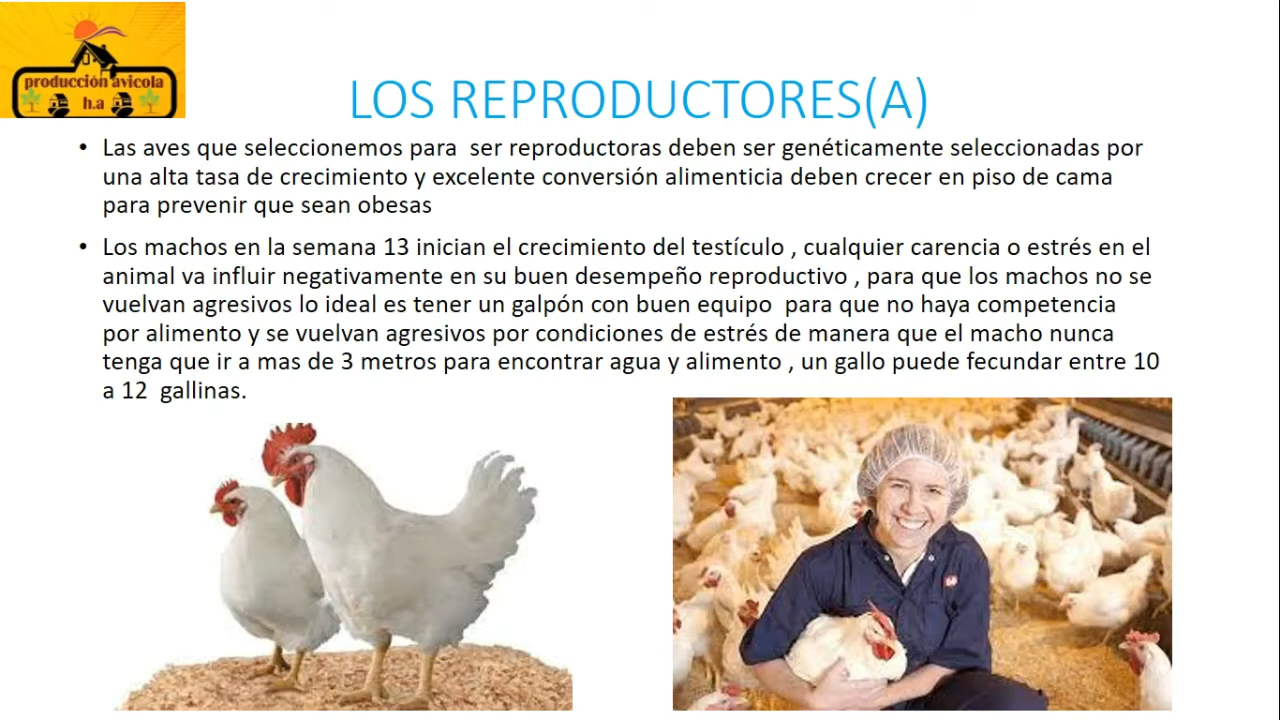 producción avicola
h.a
LOS REPRODUCTORES(A)
• Las aves que seleccionemos para  ser reproductoras deben ser genéticamente seleccionadas por
una alta tasa de crecimiento y excelente conversión alimenticia deben crecer en piso de cama
para prevenir que sean obesas
• Los machos en la semana 13 inician el crecimiento del testículo , cualquier carencia o estrés en el
animal va influir negativamente en su buen desempeño reproductivo , para que los machos no se
vuelvan agresivos lo ideal es tener un galpón con buen equipo  para que no haya competencia
por alimento y se vuelvan agresivos por condiciones de estrés de manera que el macho nunca
tenga que ir a mas de 3 metros para encontrar agua y alimento , un gallo puede fecundar entre 10
a 12  gallinas.